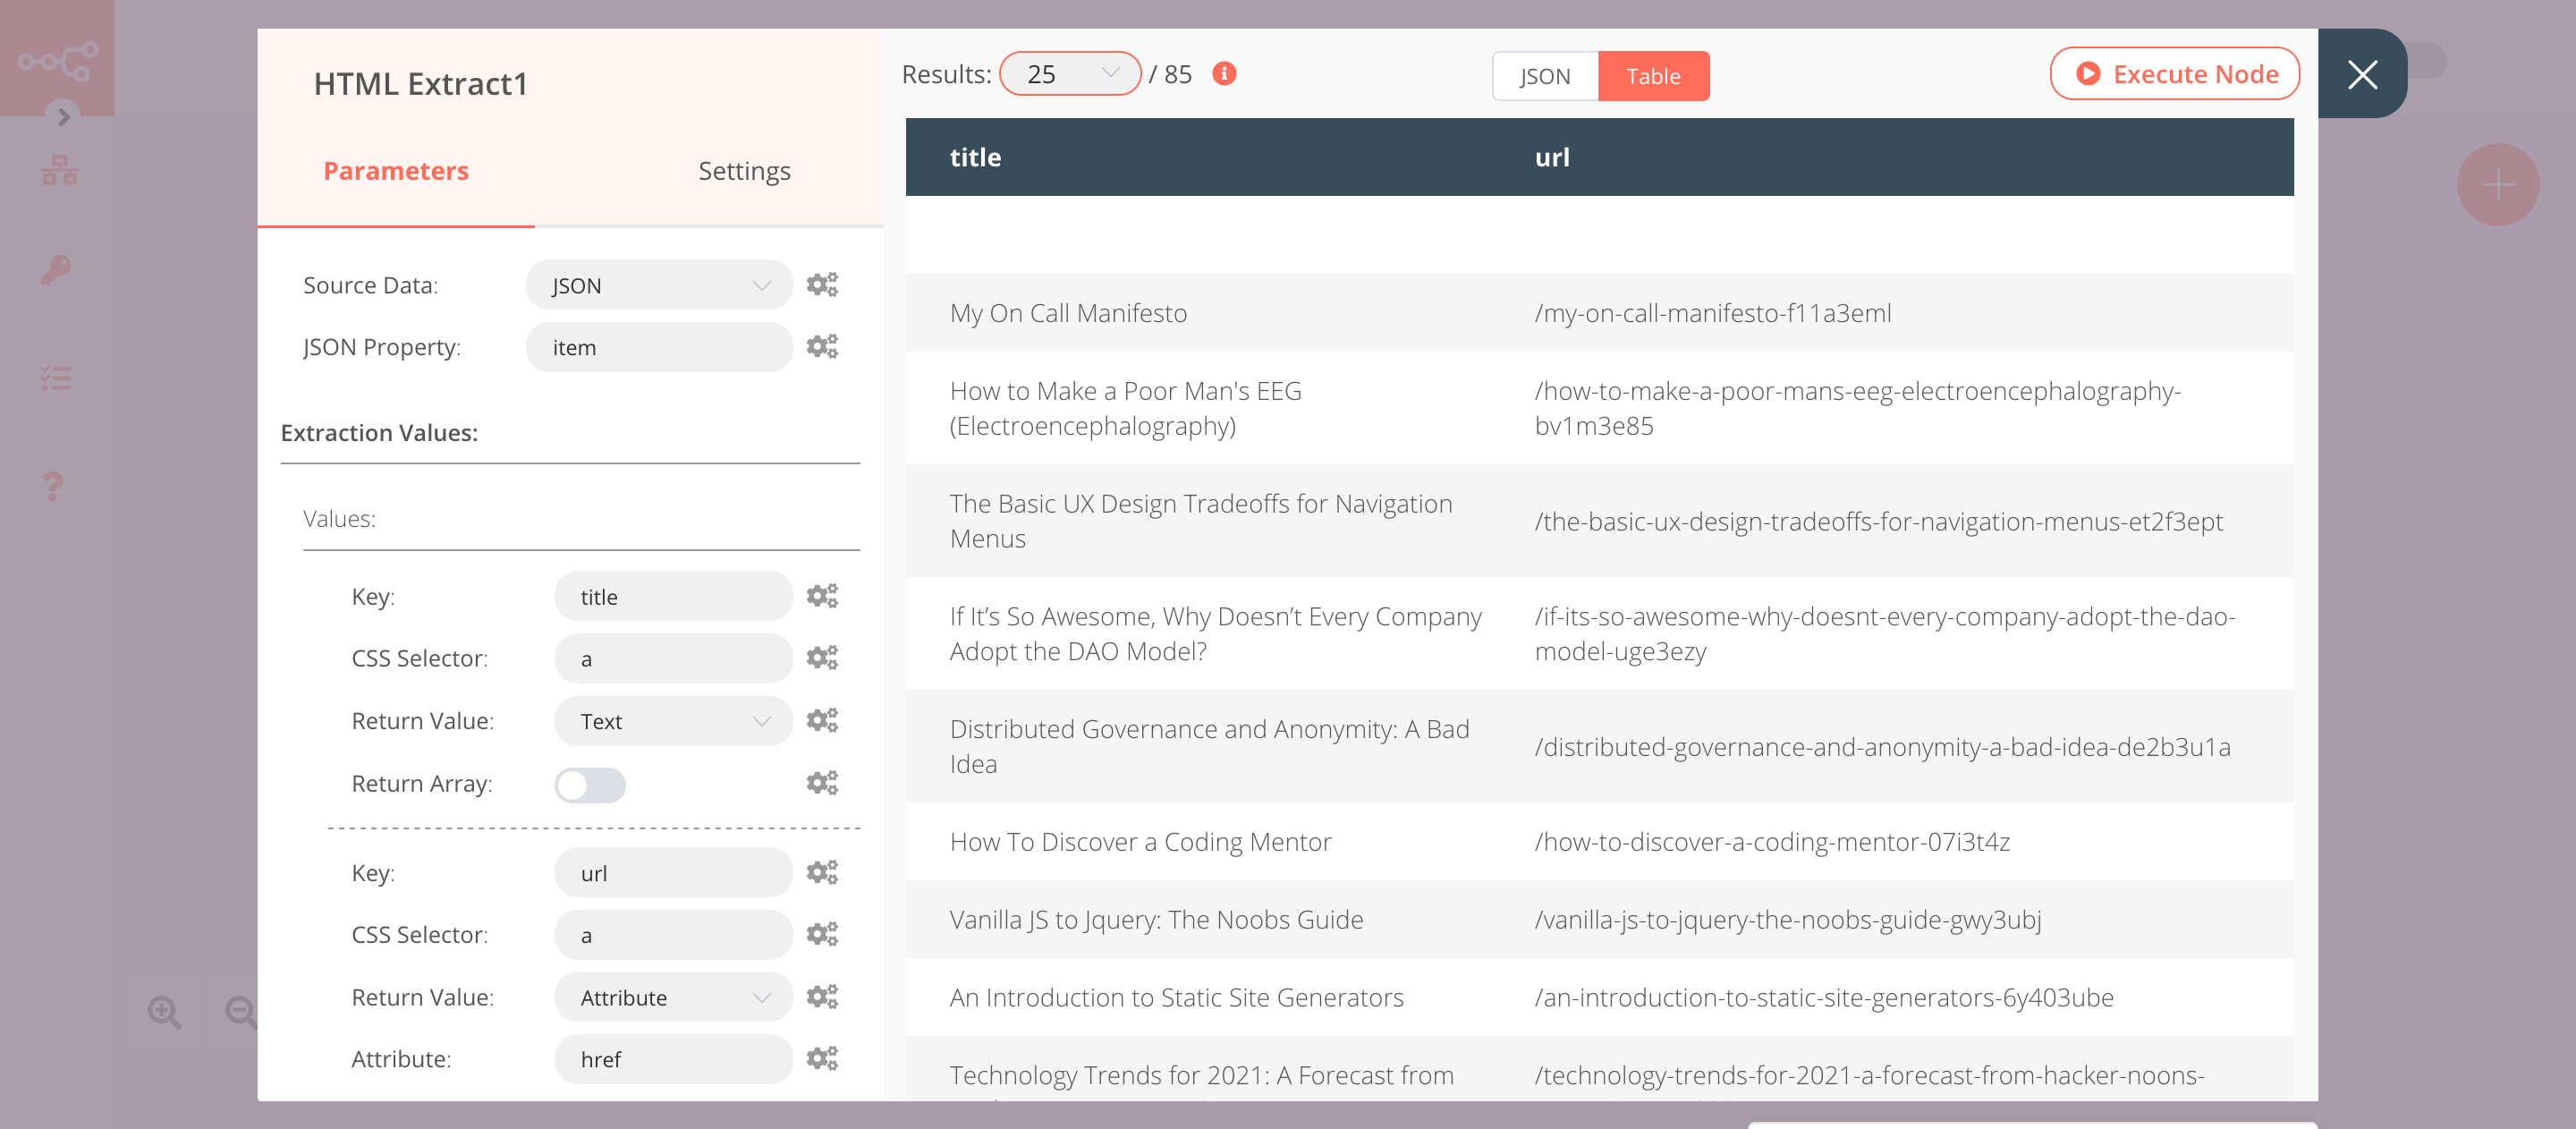 HTML Extract1
Parameters
Settings
Source Data:
JSON
JSON Property:
item
Extraction Values:
Values:
Key:
title
CSS Selector:
a
Return Value:
Text
Return Array:
Key:
url
CSS Selector:
a
Return Value:
Attribute
Attribute:
href
Results:
25
/ 85
JSON
Table
Execute Node
title
url
My On Call Manifesto
/my-on-call-manifesto-f11a3eml
How to Make a Poor Man's EEG
(Electroencephalography)
/how-to-make-a-poor-mans-eeg-electroencephalography-
bv1m3e85
The Basic UX Design Tradeoffs for Navigation
Menus
/the-basic-ux-design-tradeoffs-for-navigation-menus-et2f3ept
If It’s So Awesome, Why Doesn’t Every Company
Adopt the DAO Model?
/if-its-so-awesome-why-doesnt-every-company-adopt-the-dao-
model-uge3ezy
Distributed Governance and Anonymity: A Bad
Idea
/distributed-governance-and-anonymity-a-bad-idea-de2b3u1a
How To Discover a Coding Mentor
/how-to-discover-a-coding-mentor-07i3t4z
Vanilla JS to Jquery: The Noobs Guide
/vanilla-js-to-jquery-the-noobs-guide-gwy3ubj
An Introduction to Static Site Generators
/an-introduction-to-static-site-generators-6y403ube
Technology Trends for 2021: A Forecast from
/technology-trends-for-2021-a-forecast-from-hacker-noons-